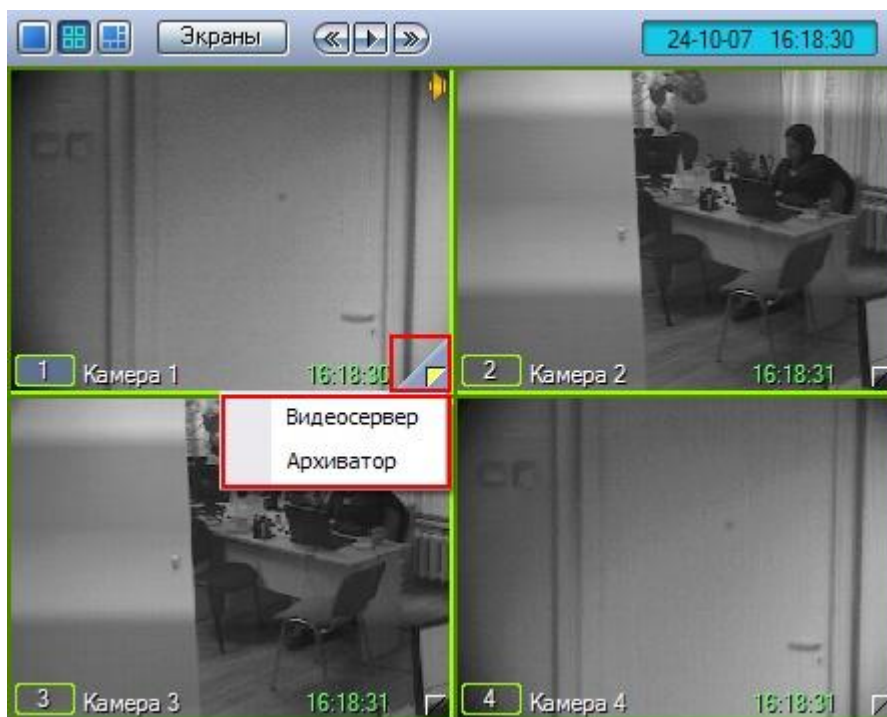 Экраны
24-10-07 16:18:30
1 Камера 1 16:18:30
2 Камера 2 16:18:31
Видеосервер
Архиватор
3 Камера 3 16:18:31
4 Камера 4 16:18:31